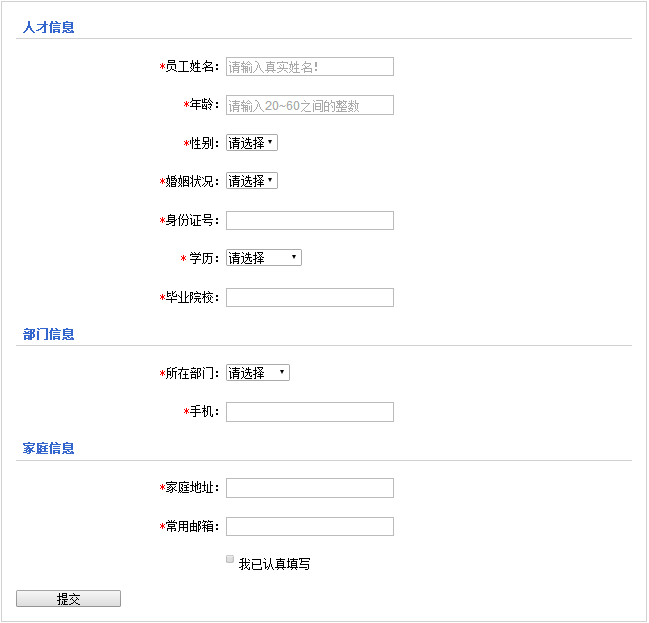 人才信息
*员工姓名： 请输入真实姓名！
*年龄： 请输入20~60之间的整数
*性别： 请选择
*婚姻状况： 请选择
*身份证号：
* 学历： 请选择
*毕业院校：
部门信息
*所在部门： 请选择
*手机：
家庭信息
*家庭地址：
*常用邮箱：
我已认真填写
提交